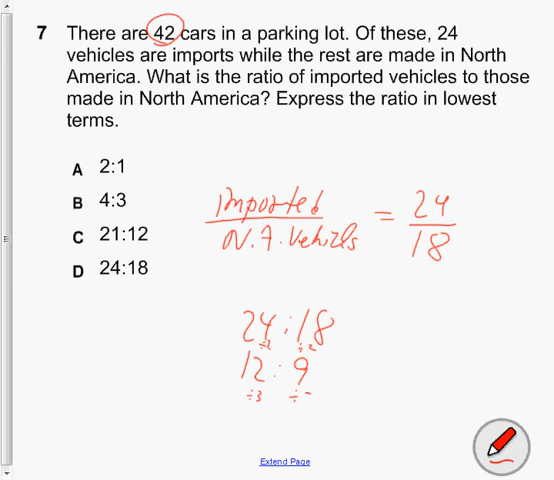 7 There are 42 cars in a parking lot. Of these, 24
vehicles are imports while the rest are made in North
America. What is the ratio of imported vehicles to those
made in North America? Express the ratio in lowest
terms.
A 2:1
B 4:3
C 21:12
D 24:18
Imported
N.A. Vehicls
= 24
18
24:18
÷2 ÷2
12:9
÷3 ÷-
Extend Page